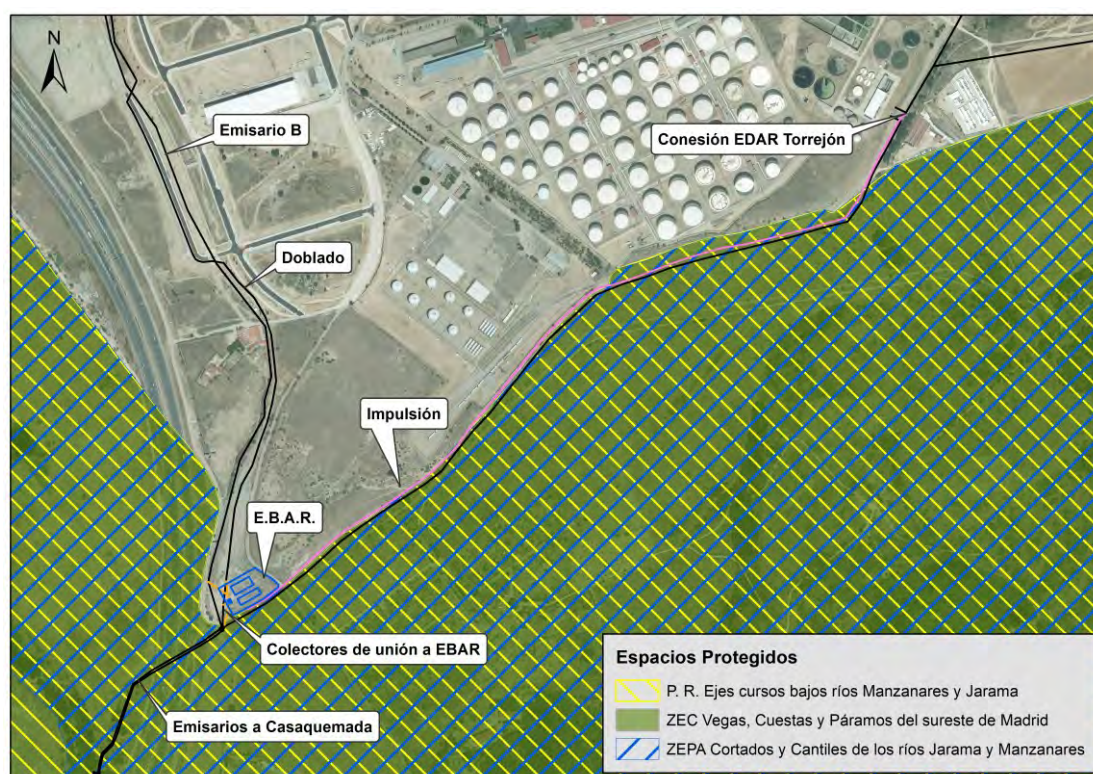 N
Emisario B
Conesión EDAR Torrejón
Doblado
Impulsión
E.B.A.R.
Colectores de unión a EBAR
Emisarios a Casaquemada
Espacios Protegidos
P. R. Ejes cursos bajos ríos Manzanares y Jarama
ZEC Vegas, Cuestas y Páramos del sureste de Madrid
ZEPA Cortados y Cantiles de los ríos Jarama y Manzanares